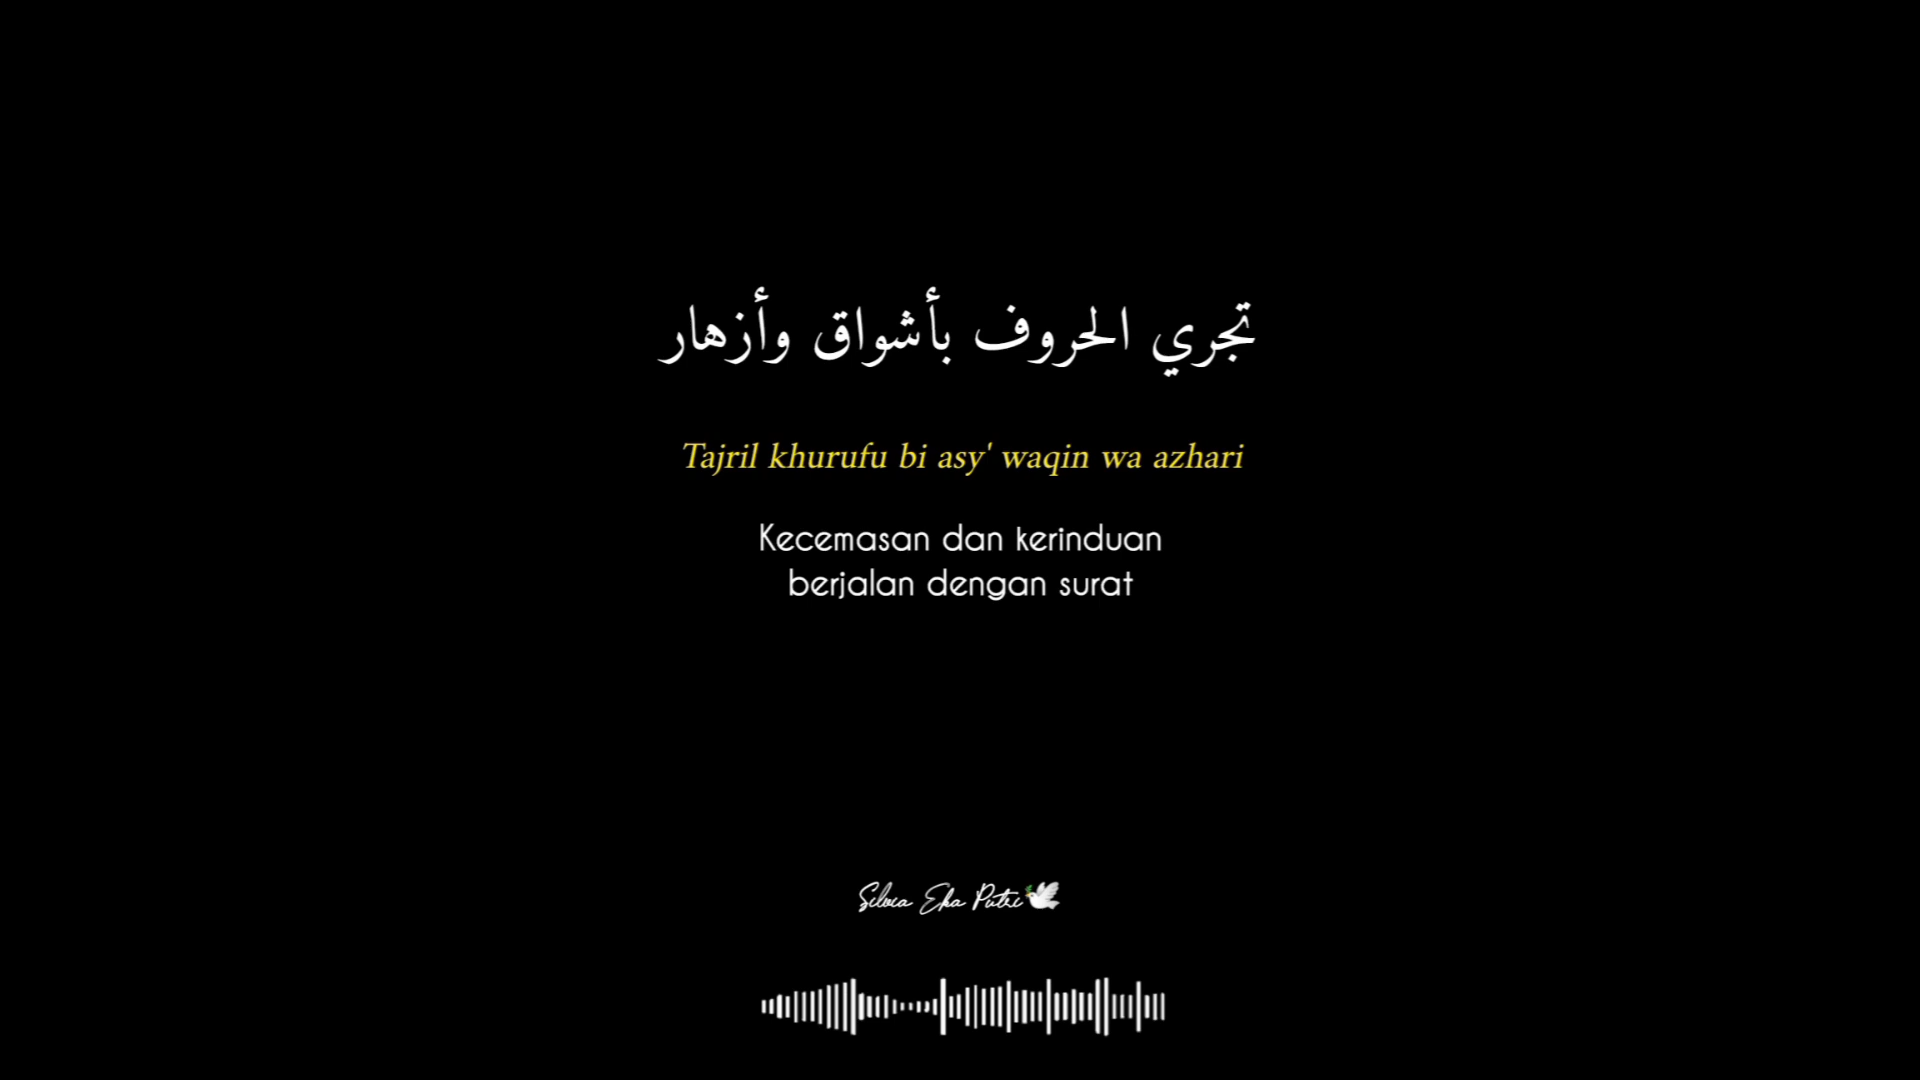 تجري الحروف بأشواق وأزهار
Tajril khurufu bi asy' waqin wa azhari
Kecemasan dan kerinduan
berjalan dengan surat
Silvia Eka Putri